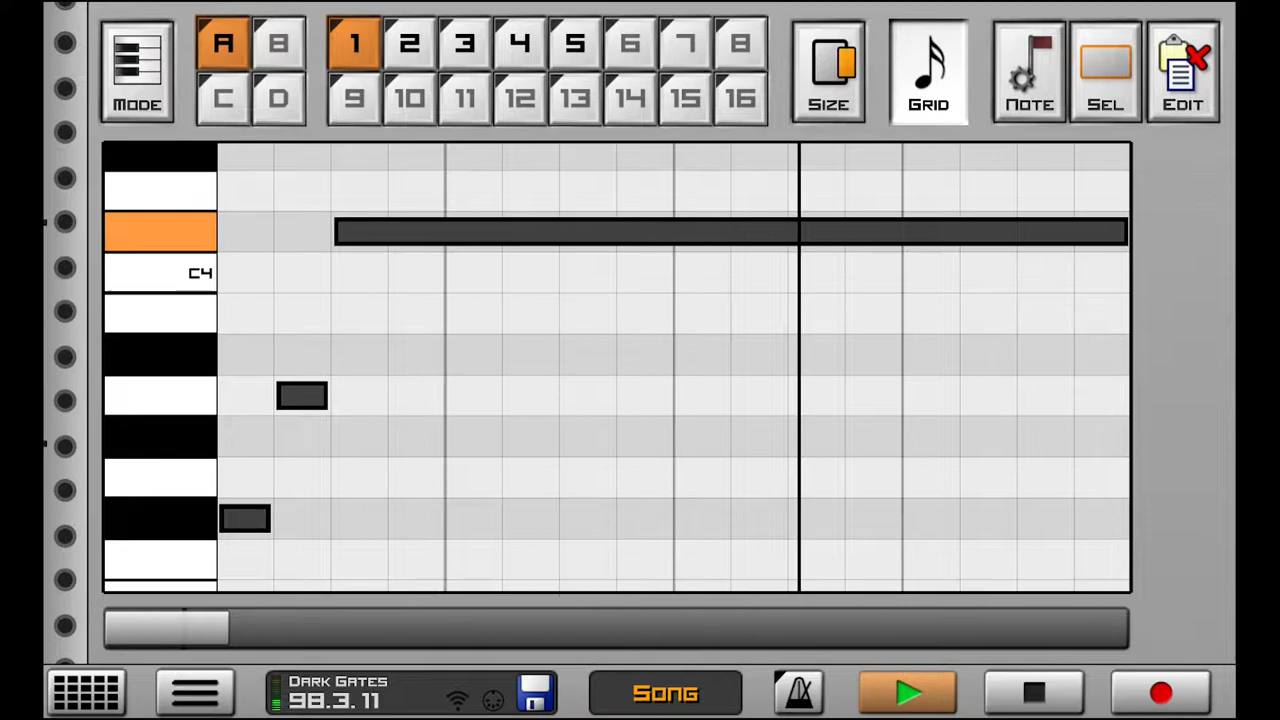 A B 1 2 3 4 5 6 7 8
MODE C D 9 10 11 12 13 14 15 16 SIZE GRID NOTE SEL EDIT
C4
DARK GATES
98.3.11
SONG